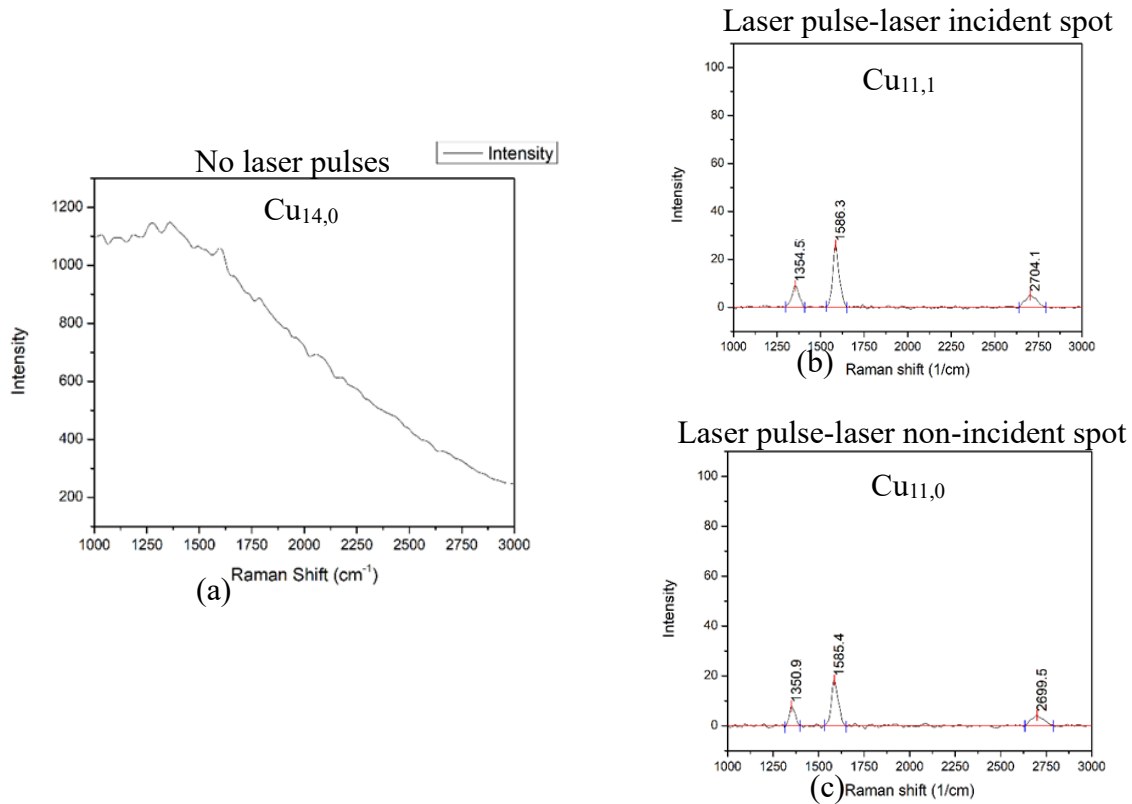 No laser pulses
Intensity
Cu14,0
1200
1000
800
600
400
200
Intensity
1000 1250 1500 1750 2000 2250 2500 2750 3000
Raman Shift (cm-1)
(a)
Laser pulse-laser incident spot
Cu11,1
100
80
60
40
20
0
Intensity
1354.5
1586.3
2704.1
1000 1250 1500 1750 2000 2250 2500 2750 3000
(b)
Raman shift (1/cm)
Laser pulse-laser non-incident spot
Cu11,0
100
80
60
40
20
0
Intensity
1350.9
1585.4
2699.5
1000 1250 1500 1750 2000 2250 2500 2750 3000
(c)
Raman shift (1/cm)